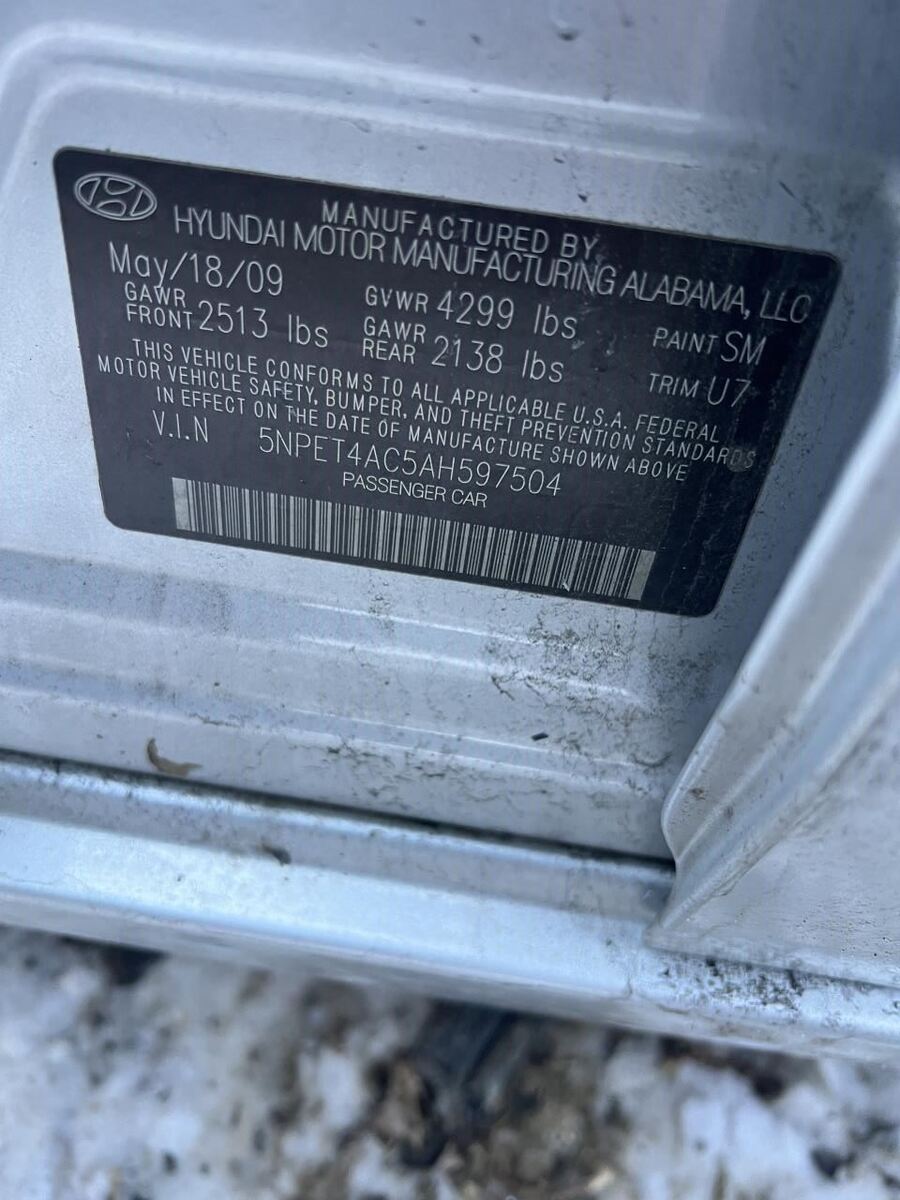 MANUFACTURED BY
HYUNDAI MOTOR MANUFACTURING ALABAMA, LLC
May/18/09 GVWR 4299 lbs PAINT SM
GAWR FRONT 2513 lbs GAWR REAR 2138 lbs TRIM U7
THIS VEHICLE CONFORMS TO ALL APPLICABLE U.S.A. FEDERAL
MOTOR VEHICLE SAFETY, BUMPER, AND THEFT PREVENTION STANDARDS
IN EFFECT ON THE DATE OF MANUFACTURE SHOWN ABOVE
V.I.N 5NPET4AC5AH597504
PASSENGER CAR